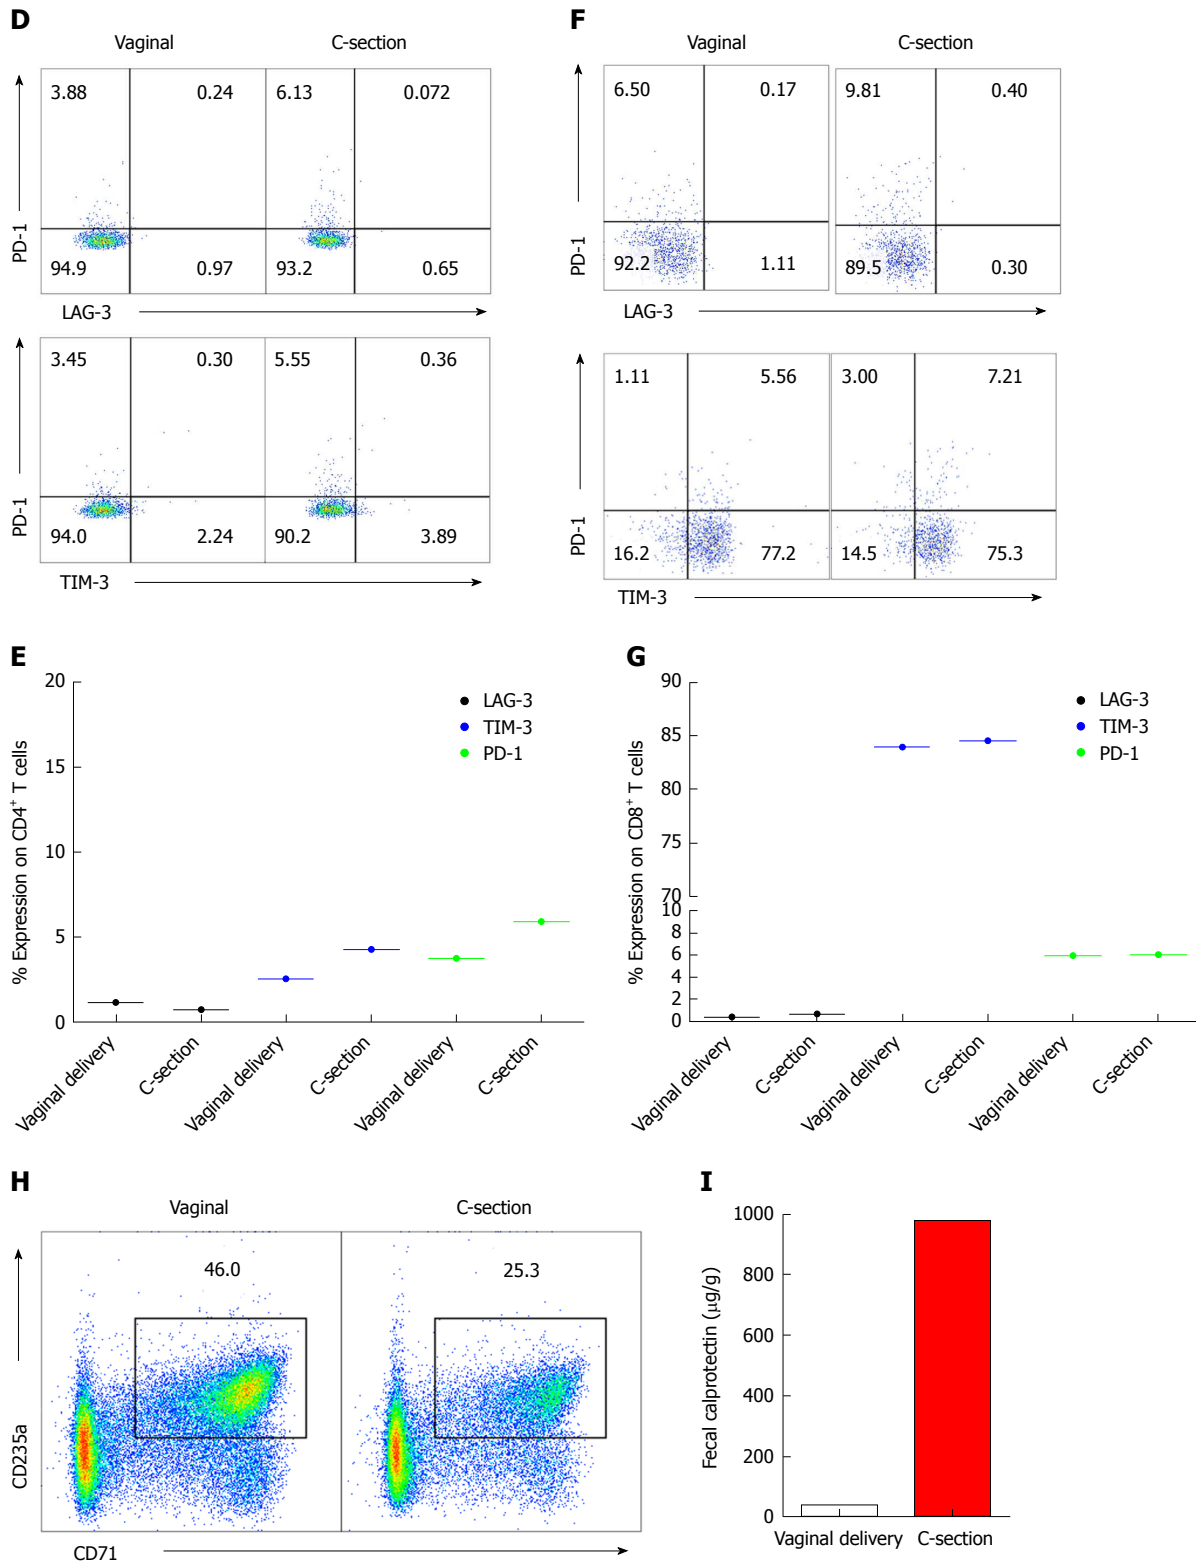 D
Vaginal C-section
3.88 0.24 6.13 0.072
PD-1
94.9 0.97 93.2 0.65
LAG-3
3.45 0.30 5.55 0.36
PD-1
94.0 2.24 90.2 3.89
TIM-3
F
Vaginal C-section
6.50 0.17 9.81 0.40
PD-1
92.2 1.11 89.5 0.30
LAG-3
1.11 5.56 3.00 7.21
PD-1
16.2 77.2 14.5 75.3
TIM-3
E
% Expression on CD4+ T cells
20
15
10
5
0
LAG-3
TIM-3
PD-1
Vaginal delivery
C-section
Vaginal delivery
C-section
Vaginal delivery
C-section
G
% Expression on CD8+ T cells
90
85
80
75
70
10
8
6
4
2
0
LAG-3
TIM-3
PD-1
Vaginal delivery
C-section
Vaginal delivery
C-section
Vaginal delivery
C-section
H
Vaginal C-section
46.0 25.3
CD235a
CD71
I
Fecal calprotectin (μg/g)
1000
800
600
400
200
0
Vaginal delivery C-section